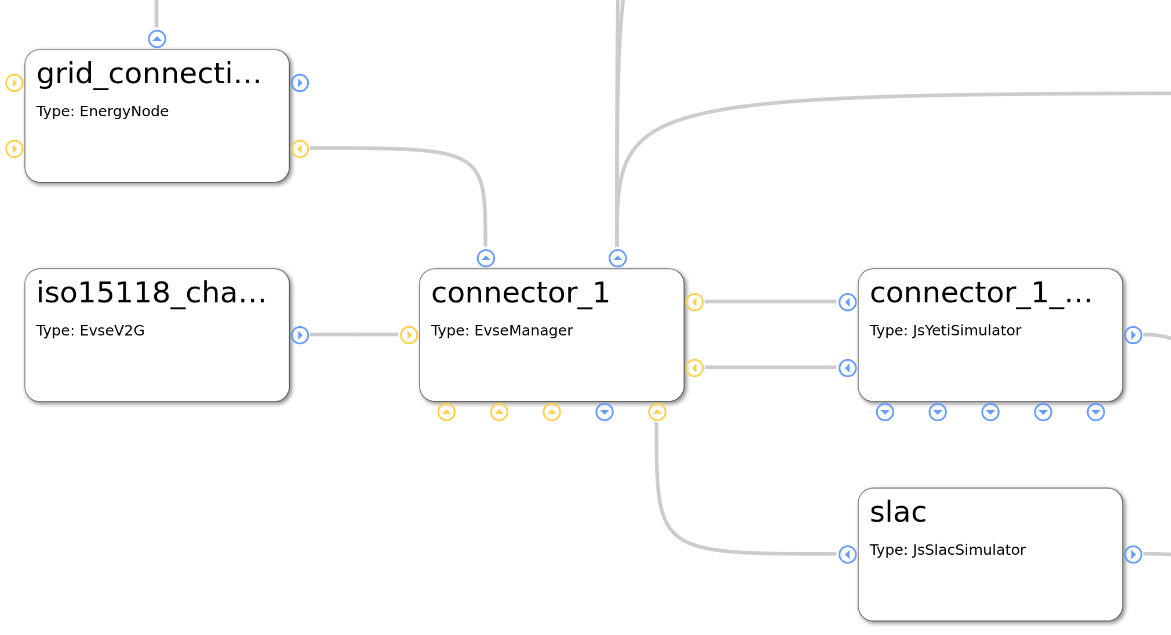 grid_connecti...
Type: EnergyNode
iso15118_cha...
Type: EvseV2G
connector_1
Type: EvseManager
connector_1_...
Type: JsYetiSimulator
slac
Type: JsSlacSimulator